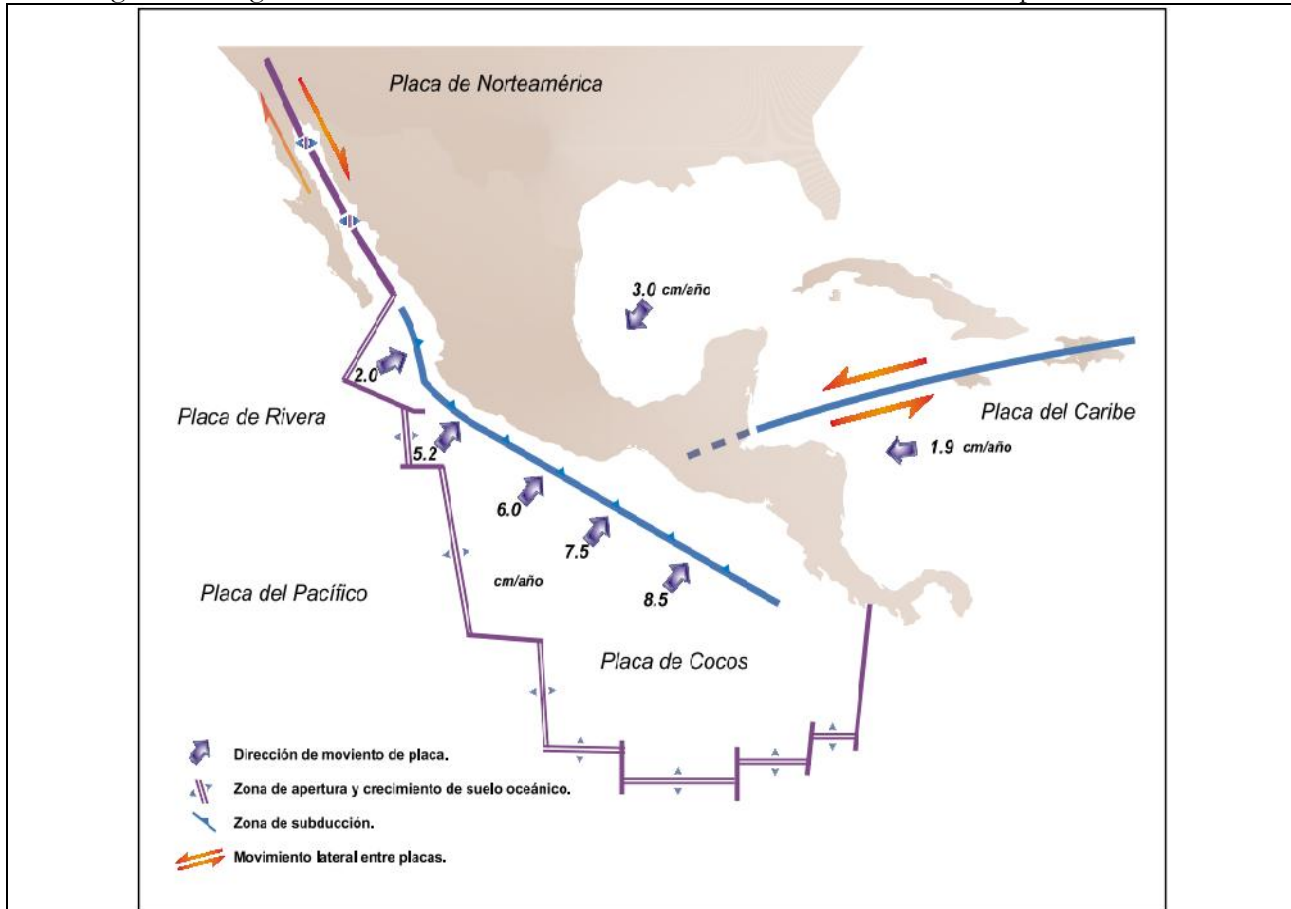 Placa de Norteamérica
3.0 cm/año
2.0
Placa de Rivera
Placa del Caribe
5.2
1.9 cm/año
6.0
7.5
cm/año
8.5
Placa del Pacífico
Placa de Cocos
Dirección de moviento de placa.
Zona de apertura y crecimiento de suelo oceánico.
Zona de subducción.
Movimiento lateral entre placas.